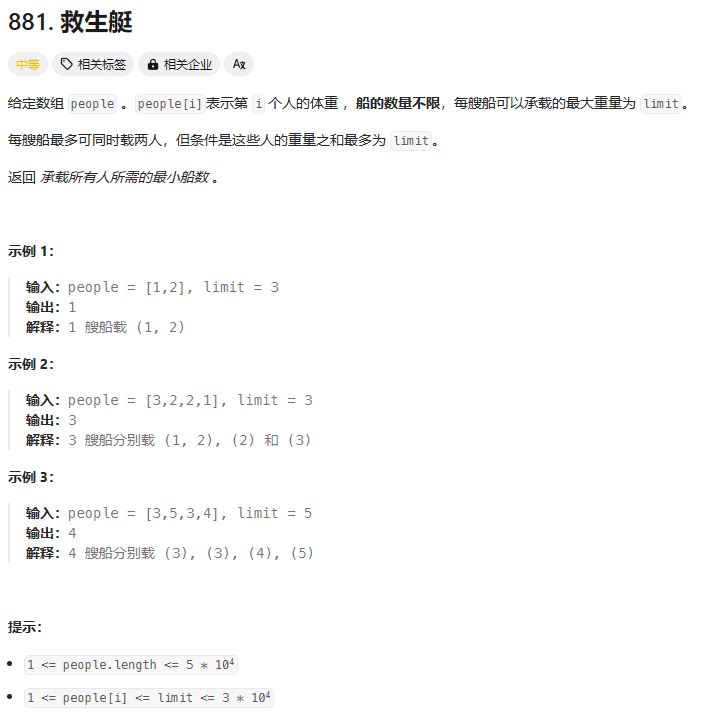 881. 救生艇
中等 相关标签 相关企业 Ax
给定数组 people 。people[i]表示第 i 个人的体重 ，船的数量不限，每艘船可以承载的最大重量为 limit。
每艘船最多可同时载两人，但条件是这些人的重量之和最多为 limit。
返回 承载所有人所需的最小船数 。
示例 1：
输入：people = [1,2], limit = 3
输出：1
解释：1 艘船载 (1, 2)
示例 2：
输入：people = [3,2,2,1], limit = 3
输出：3
解释：3 艘船分别载 (1, 2), (2) 和 (3)
示例 3：
输入：people = [3,5,3,4], limit = 5
输出：4
解释：4 艘船分别载 (3), (3), (4), (5)
提示：
1 <= people.length <= 5 * 10⁴
1 <= people[i] <= limit <= 3 * 10⁴